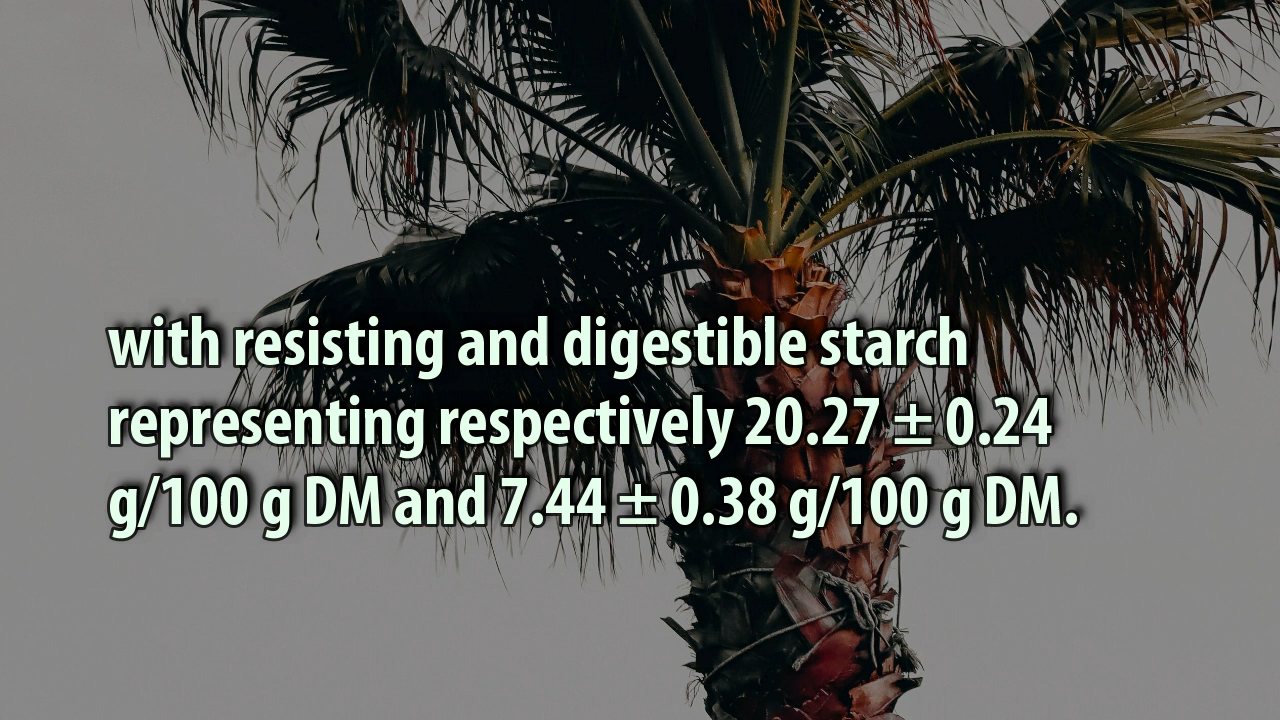 with resisting and digestible starch
representing respectively 20.27 ± 0.24
g/100 g DM and 7.44 ± 0.38 g/100 g DM.